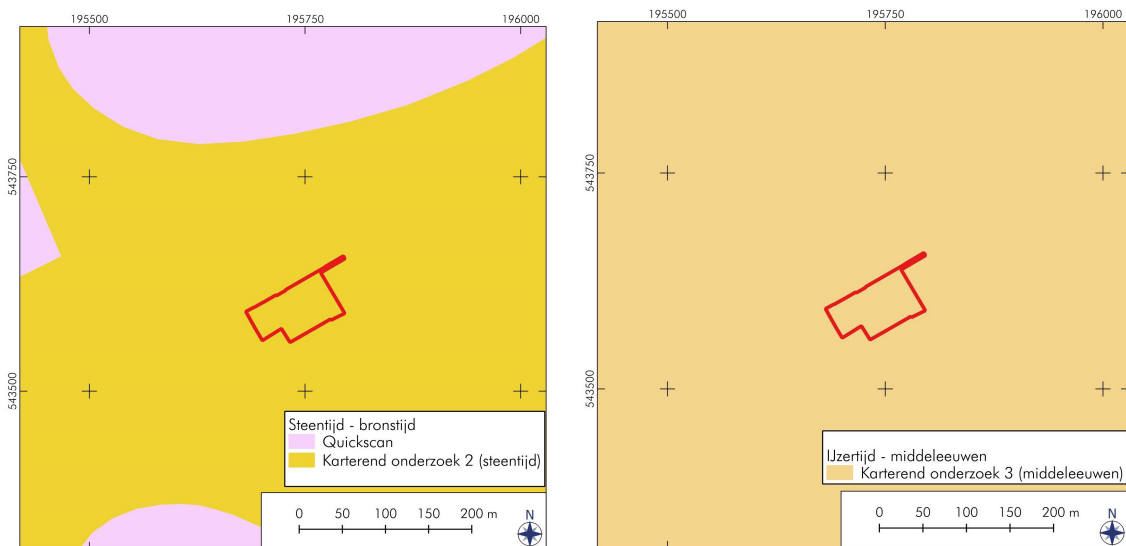 195500 195750 196000
543750
543500
Steentijd - bronstijd
Quickscan
Karterend onderzoek 2 (steentijd)
0 50 100 150 200 m
N
195500 195750 196000
543750
543500
IJzertijd - middeleeuwen
Karterend onderzoek 3 (middeleeuwen)
0 50 100 150 200 m
N